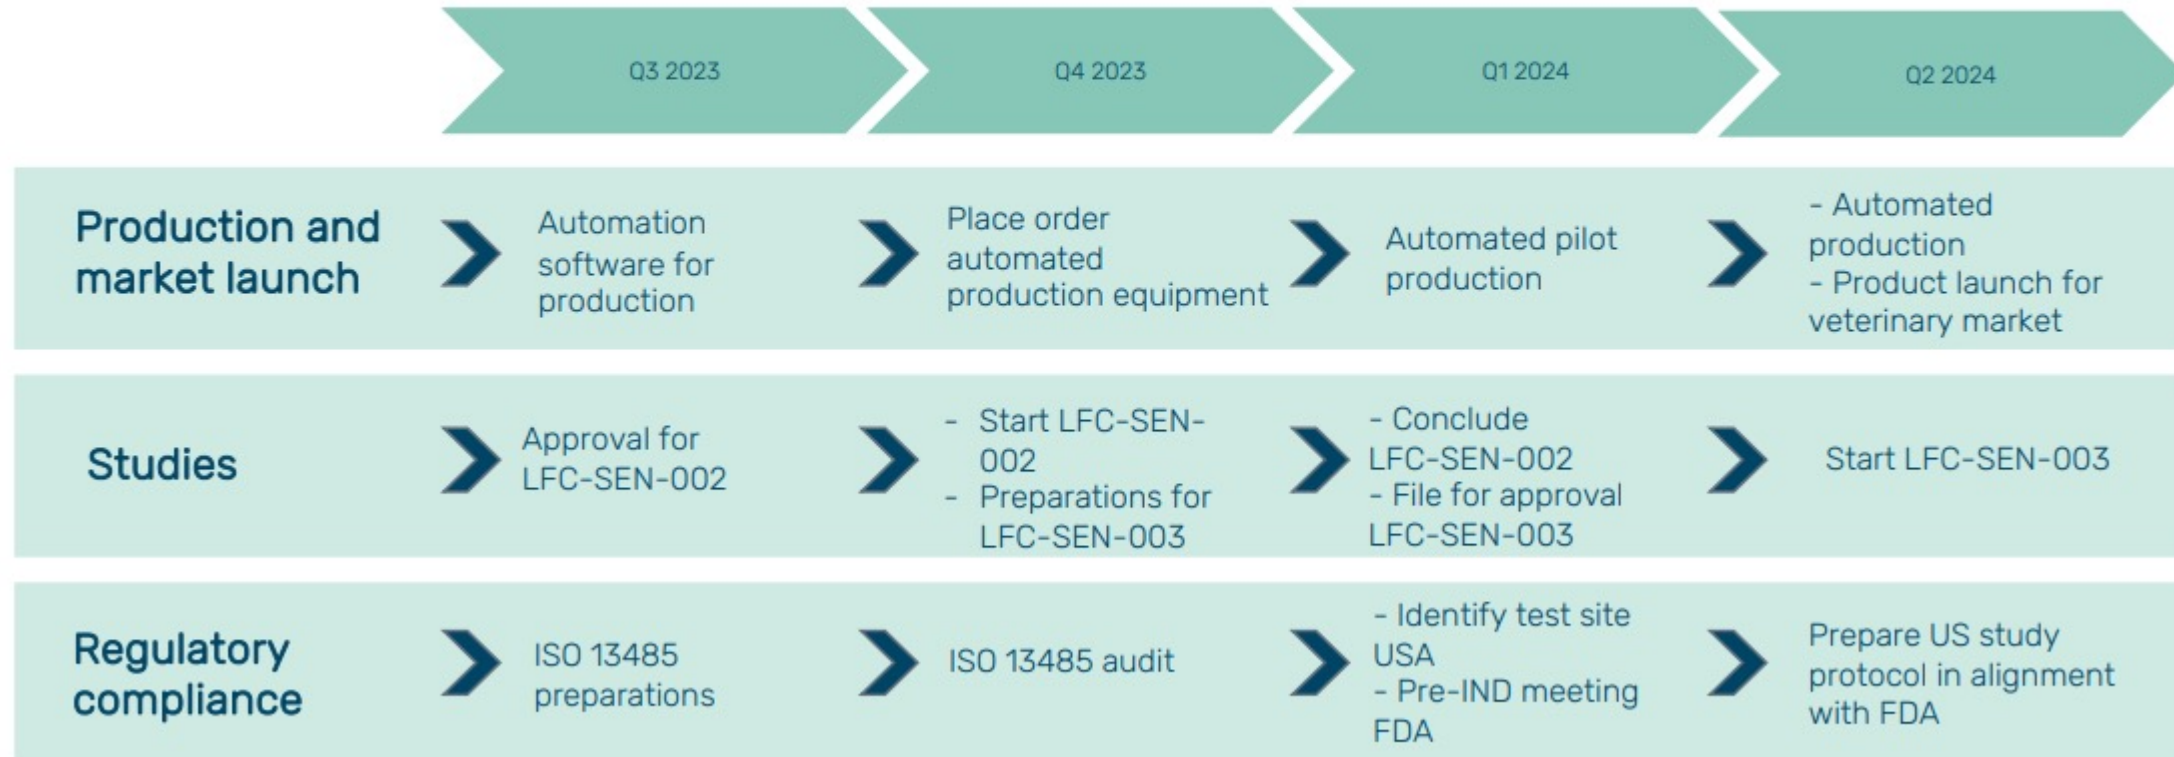 Q3 2023
Q4 2023
Q1 2024
Q2 2024
Production and
market launch
Automation
software for
production
Place order
automated
production equipment
Automated pilot
production
- Automated
production
- Product launch for
veterinary market
Studies
Approval for
LFC-SEN-002
- Start LFC-SEN-
002
- Preparations for
LFC-SEN-003
- Conclude
LFC-SEN-002
- File for approval
LFC-SEN-003
Start LFC-SEN-003
Regulatory
compliance
ISO 13485
preparations
ISO 13485 audit
- Identify test site
USA
- Pre-IND meeting
FDA
Prepare US study
protocol in alignment
with FDA